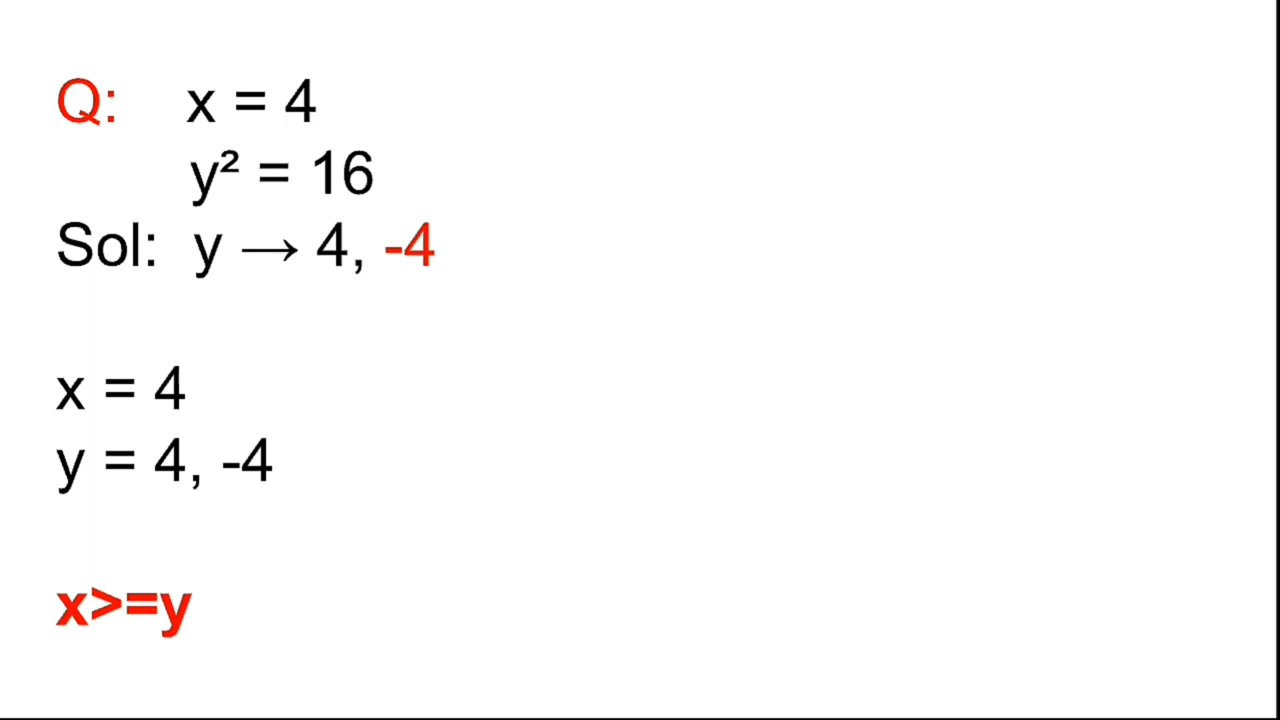 Q: x = 4
y² = 16
Sol: y → 4, -4
x = 4
y = 4, -4
x>=y